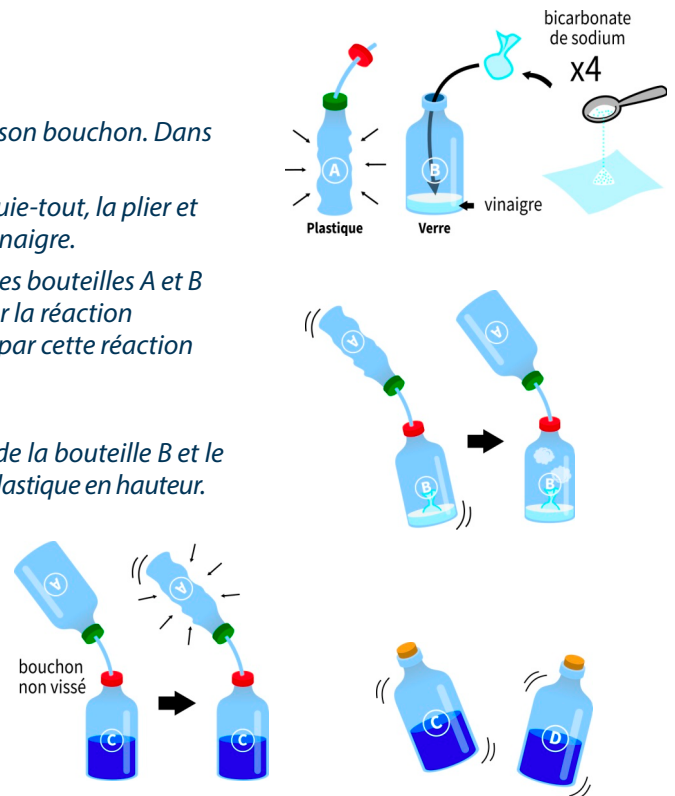 bicarbonate
de sodium
x4
son bouchon. Dans
uie-tout, la plier et
naigre.
es bouteilles A et B
r la réaction
par cette réaction
de la bouteille B et le
lastique en hauteur.
A
B
vinaigre
Plastique
Verre
A
A
B
B
A
A
bouchon
non vissé
C
C
C
D